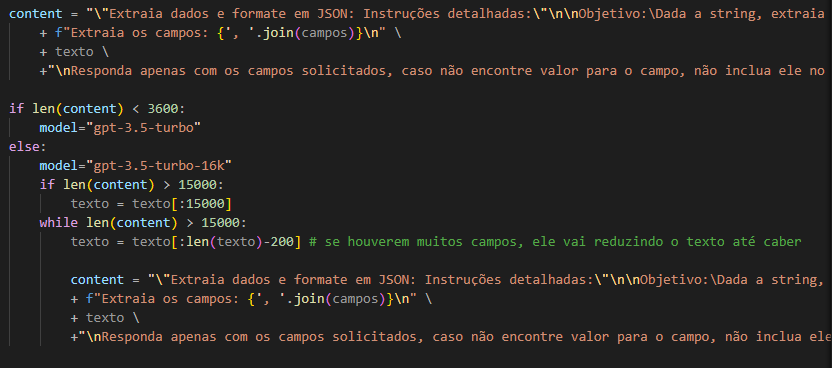 content = "\"Extraia dados e formate em JSON: Instruções detalhadas:\"\n\nObjetivo:\Dada a string, extraia
+ f"Extraia os campos: {', '.join(campos)}\n" \
+ texto \
+"\nResponda apenas com os campos solicitados, caso não encontre valor para o campo, não inclua ele no
if len(content) < 3600:
model="gpt-3.5-turbo"
else:
model="gpt-3.5-turbo-16k"
if len(content) > 15000:
texto = texto[:15000]
while len(content) > 15000:
texto = texto[:len(texto)-200] # se houverem muitos campos, ele vai reduzindo o texto até caber
content = "\"Extraia dados e formate em JSON: Instruções detalhadas:\"\n\nObjetivo:\Dada a string,
+ f"Extraia os campos: {', '.join(campos)}\n" \
+ texto \
+"\nResponda apenas com os campos solicitados, caso não encontre valor para o campo, não inclua ele